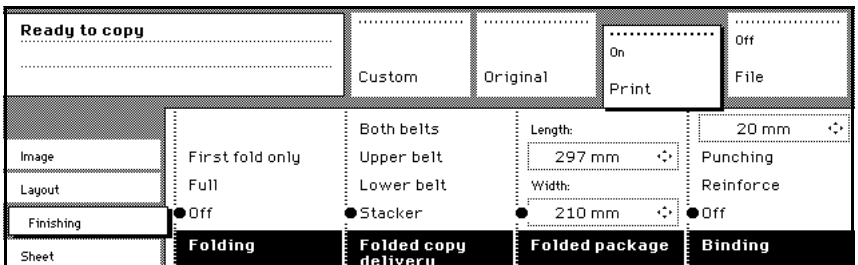 Ready to copy
Custom
Original
On
Print
Off
File
Image
Layout
Finishing
Sheet
First fold only
Full
Off
Folding
Both belts
Upper belt
Lower belt
Stacker
Folded copy
delivery
Length:
297 mm
Width:
210 mm
Folded package
20 mm
Punching
Reinforce
Off
Binding